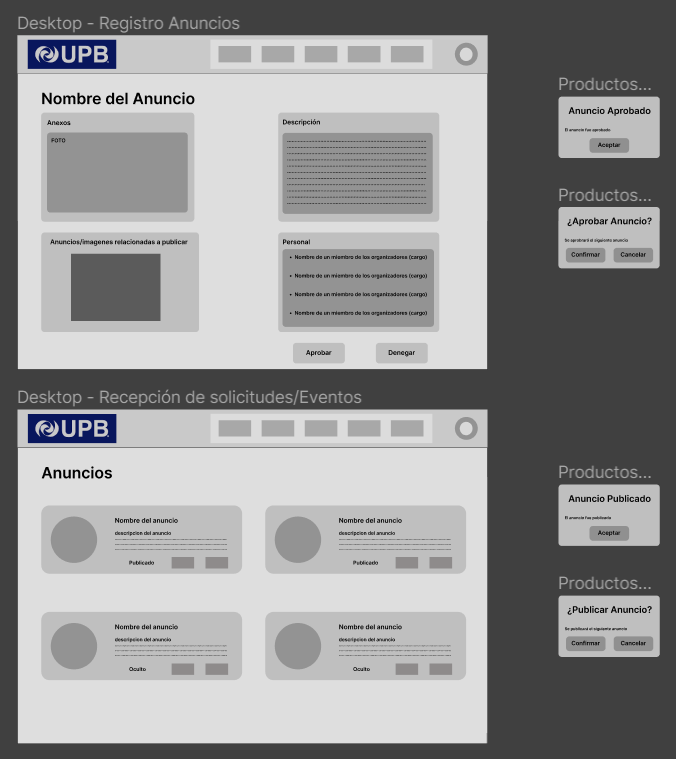 Desktop - Registro Anuncios
UPB
Nombre del Anuncio
Anexos
FOTO
Descripción
Anuncios/imagenes relacionadas a publicar
Personal
• Nombre de un miembro de los organizadores (cargo)
• Nombre de un miembro de los organizadores (cargo)
• Nombre de un miembro de los organizadores (cargo)
• Nombre de un miembro de los organizadores (cargo)
Aprobar
Denegar
Productos...
Anuncio Aprobado
El anuncio fue aprobado
Aceptar
Productos...
¿Aprobar Anuncio?
Se aprobrará el siguiente anuncio
Confirmar
Cancelar
Desktop - Recepción de solicitudes/Eventos
UPB
Anuncios
Nombre del anuncio
descripcion del anuncio
Publicado
Nombre del anuncio
descripcion del anuncio
Publicado
Nombre del anuncio
descripcion del anuncio
Oculto
Nombre del anuncio
descripcion del anuncio
Oculto
Productos...
Anuncio Publicado
El anuncio fue publicado
Aceptar
Productos...
¿Publicar Anuncio?
Se publicará el siguiente anuncio
Confirmar
Cancelar